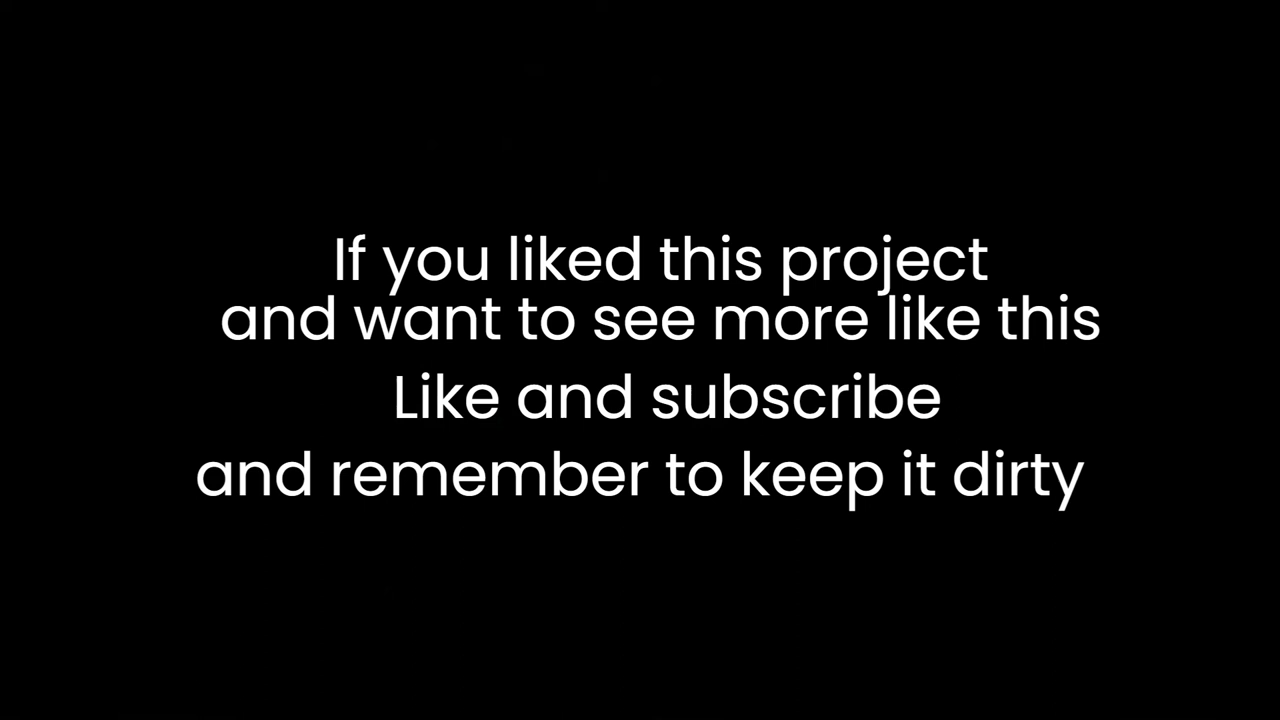 If you liked this project
and want to see more like this
Like and subscribe
and remember to keep it dirty